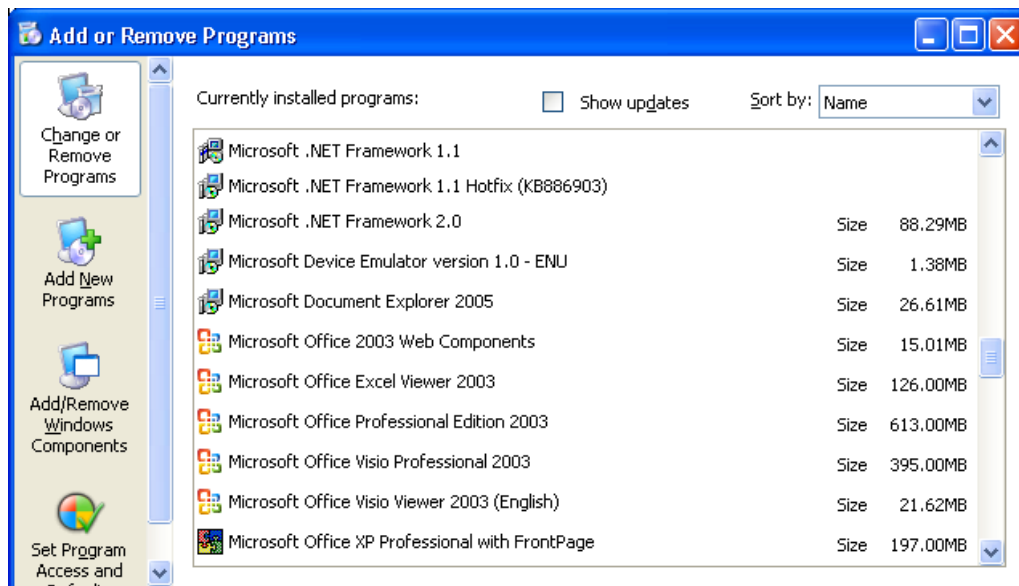 Add or Remove Programs
Change or
Remove
Programs
Add New
Programs
Add/Remove
Windows
Components
Set Program
Access and
Currently installed programs:
Show updates
Sort by: Name
Microsoft .NET Framework 1.1
Microsoft .NET Framework 1.1 Hotfix (KB886903)
Microsoft .NET Framework 2.0 Size 88.29MB
Microsoft Device Emulator version 1.0 - ENU Size 1.38MB
Microsoft Document Explorer 2005 Size 26.61MB
Microsoft Office 2003 Web Components Size 15.01MB
Microsoft Office Excel Viewer 2003 Size 126.00MB
Microsoft Office Professional Edition 2003 Size 613.00MB
Microsoft Office Visio Professional 2003 Size 395.00MB
Microsoft Office Visio Viewer 2003 (English) Size 21.62MB
Microsoft Office XP Professional with FrontPage Size 197.00MB